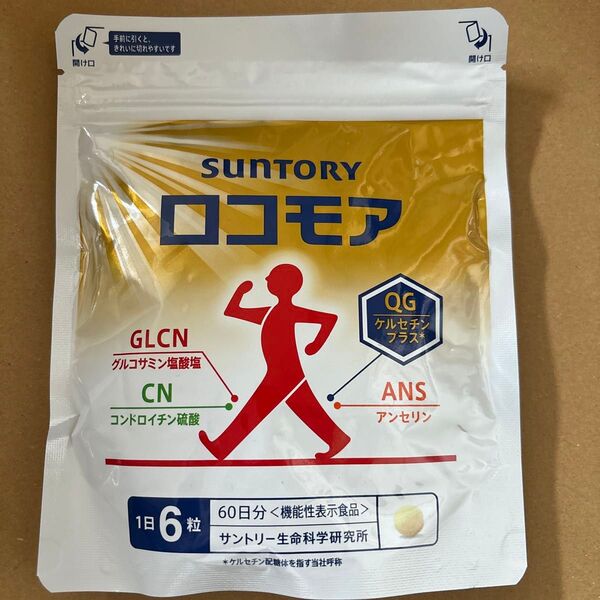 開け口
手前に引くと、
きれいに切れやすいです
開け口
SUNTORY
ロコモア
QG
ケルセチン
プラス*
GLCN
グルコサミン塩酸塩
CN
コンドロイチン硫酸
ANS
アンセリン
1日6粒
60日分<機能性表示食品>
サントリー生命科学研究所
*ケルセチン配糖体を指す当社呼称